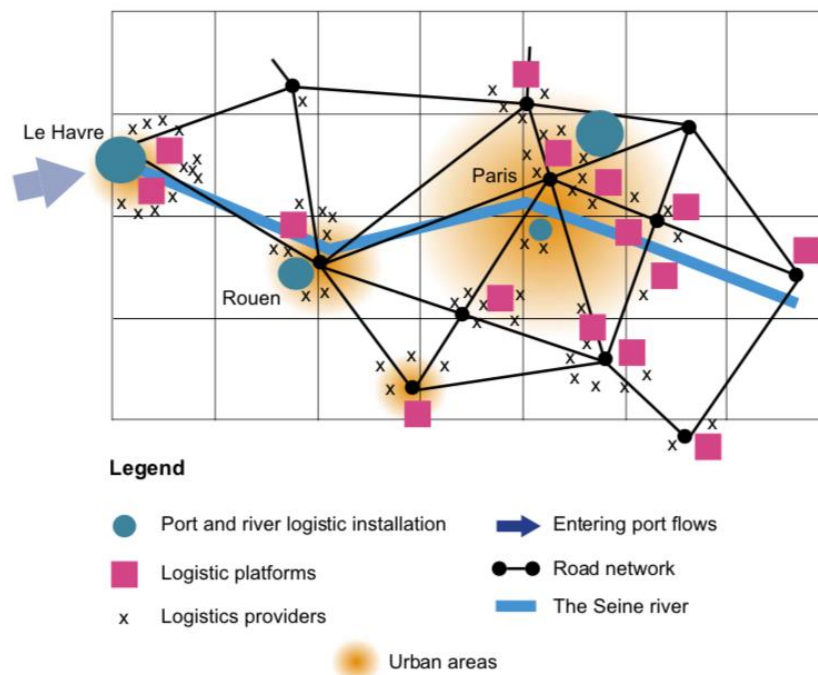 Le Havre
Paris
Rouen
Legend
Port and river logistic installation
Entering port flows
Logistic platforms
Road network
x Logistics providers
The Seine river
Urban areas